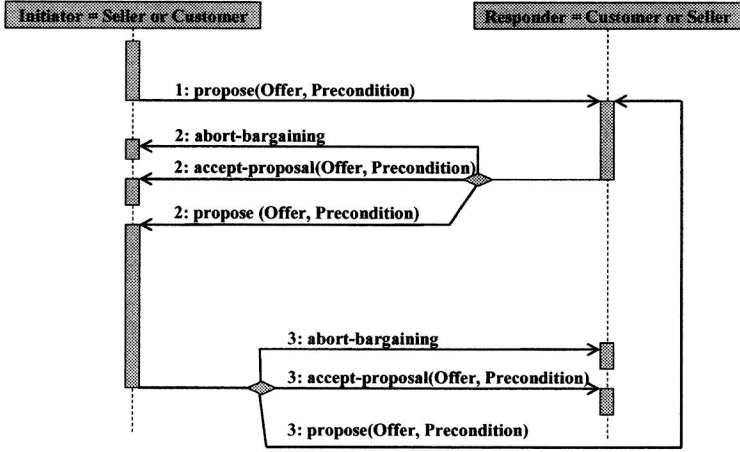 Initiator = Seller or Customer
Responder = Customer or Seller
1: propose(Offer, Precondition)
2: abort-bargaining
2: accept-proposal(Offer, Precondition)
2: propose (Offer, Precondition)
3: abort-bargaining
3: accept-proposal(Offer, Precondition)
3: propose(Offer, Precondition)